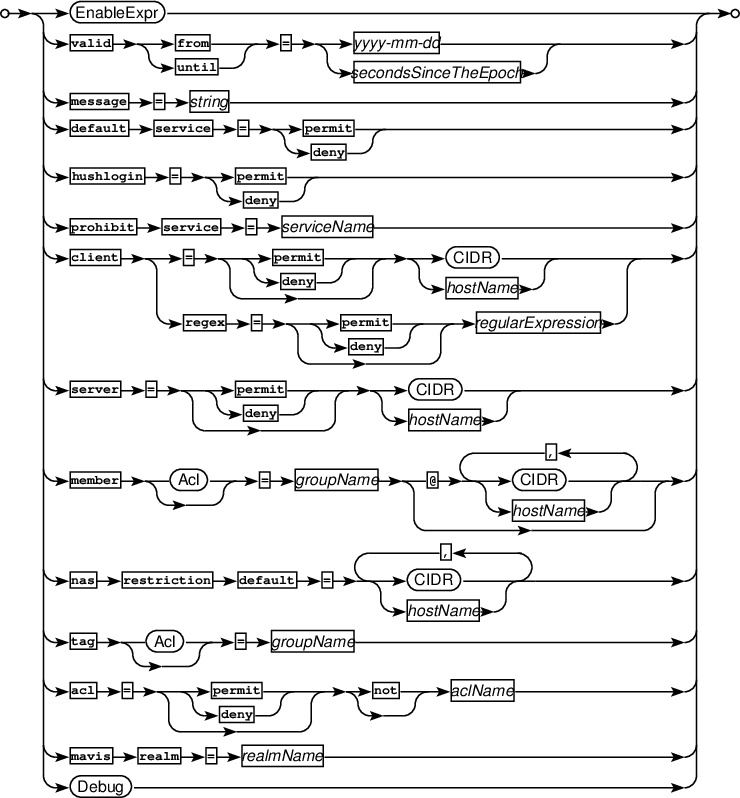 EnableExpr
valid from = yyyy-mm-dd
until secondsSinceTheEpoch
message = string
default service = permit
deny
hushlogin = permit
deny
prohibit service = serviceName
client = permit CIDR
deny hostName
regex = permit regularExpression
deny
server = permit CIDR
deny hostName
,
member Acl = groupName @ CIDR
hostName
,
nas restriction default = CIDR
hostName
tag Acl = groupName
acl = permit not aclName
deny
mavis realm = realmName
Debug